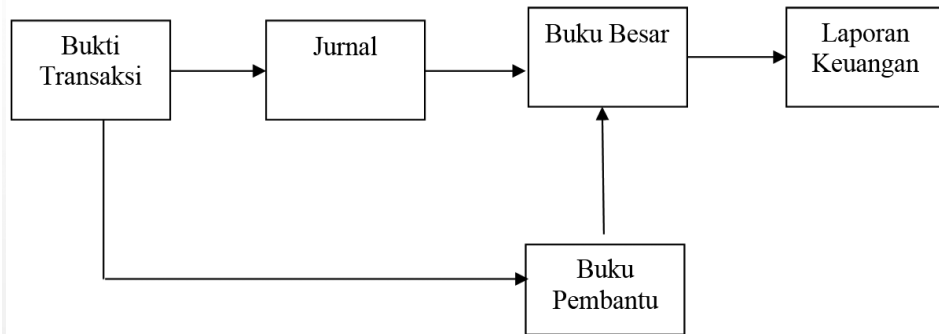 Bukti
Transaksi
Jurnal
Buku Besar
Laporan
Keuangan
Buku
Pembantu